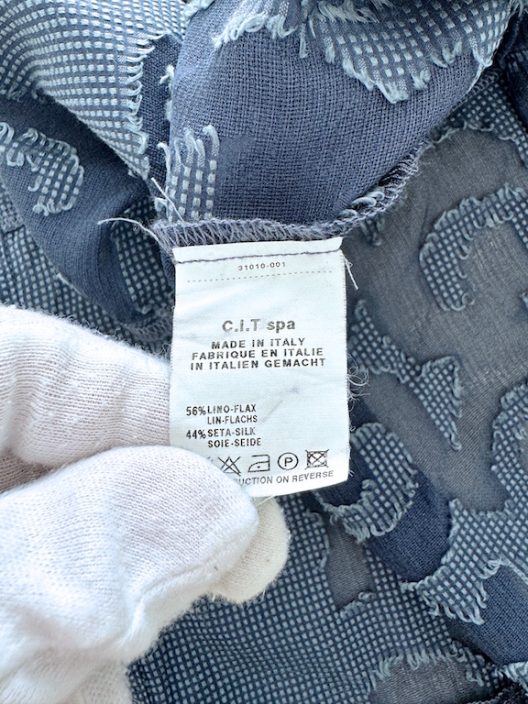 31010-001
C.I.T spa
MADE IN ITALY
FABRIQUE EN ITALIE
IN ITALIEN GEMACHT
56%LINO-FLAX
LIN-FLACHS
44%SETA-SILK
SOIE-SEIDE
ON REVERSE